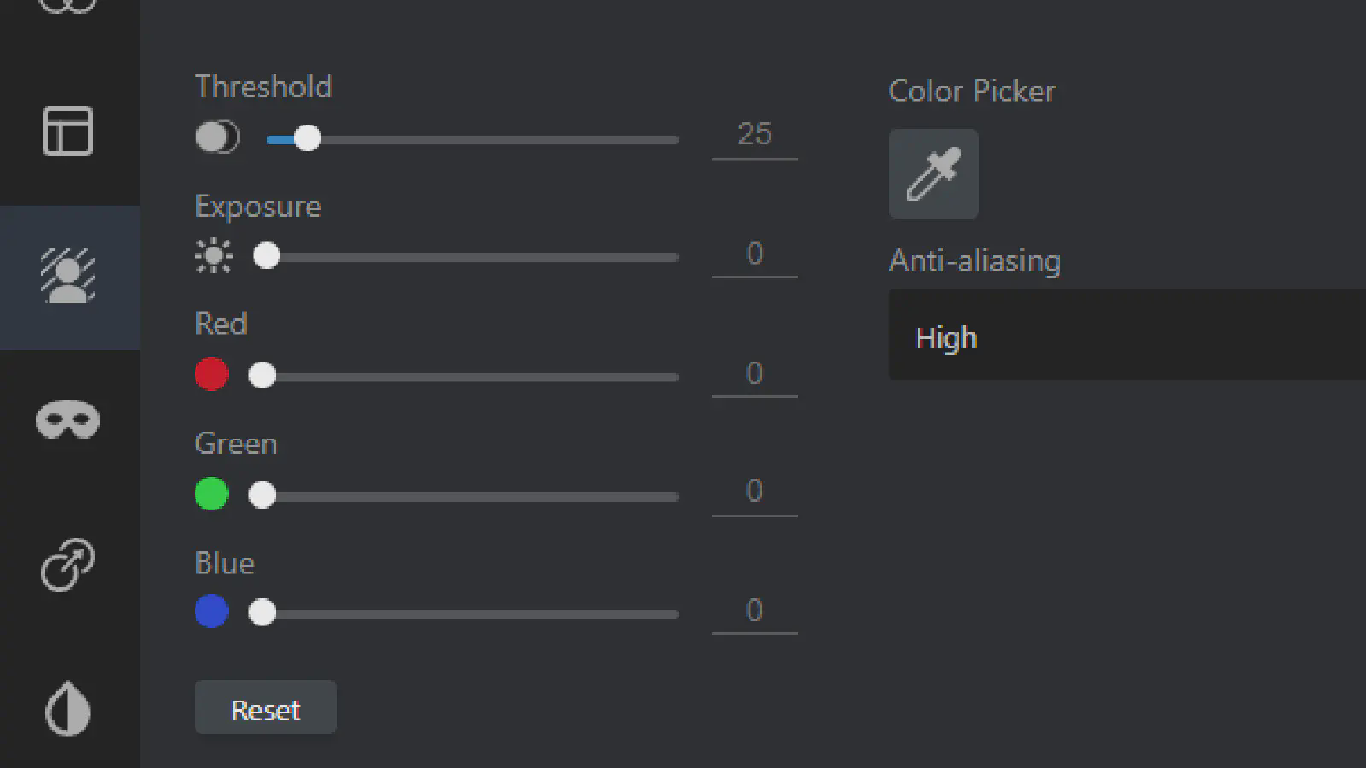 Threshold
25
Exposure
0
Red
0
Green
0
Blue
0
Reset
Color Picker
Anti-aliasing
High